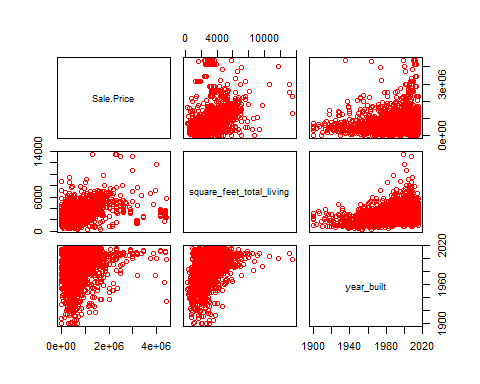 0 4000 10000
Sale.Price
0e+00 3e+06
0 6000 14000
square_feet_total_living
year_built
1900 1960 2020
0e+00 2e+06 4e+06
1900 1940 1980 2020